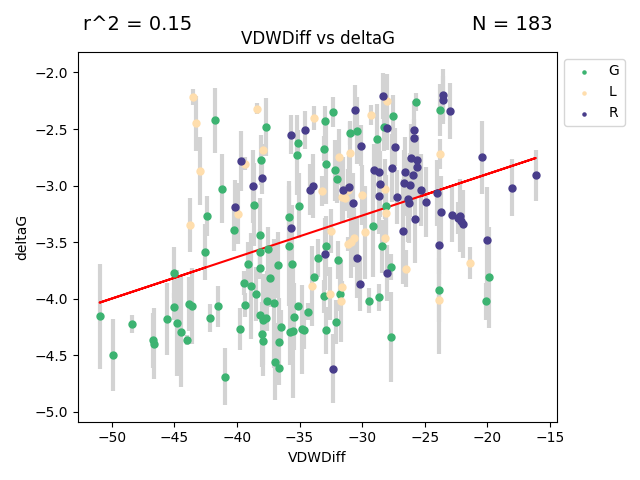 r^2 = 0.15
N = 183
VDWDiff vs deltaG
G
L
R
deltaG
−2.0
−2.5
−3.0
−3.5
−4.0
−4.5
−5.0
−50
−45
−40
−35
−30
−25
−20
−15
VDWDiff